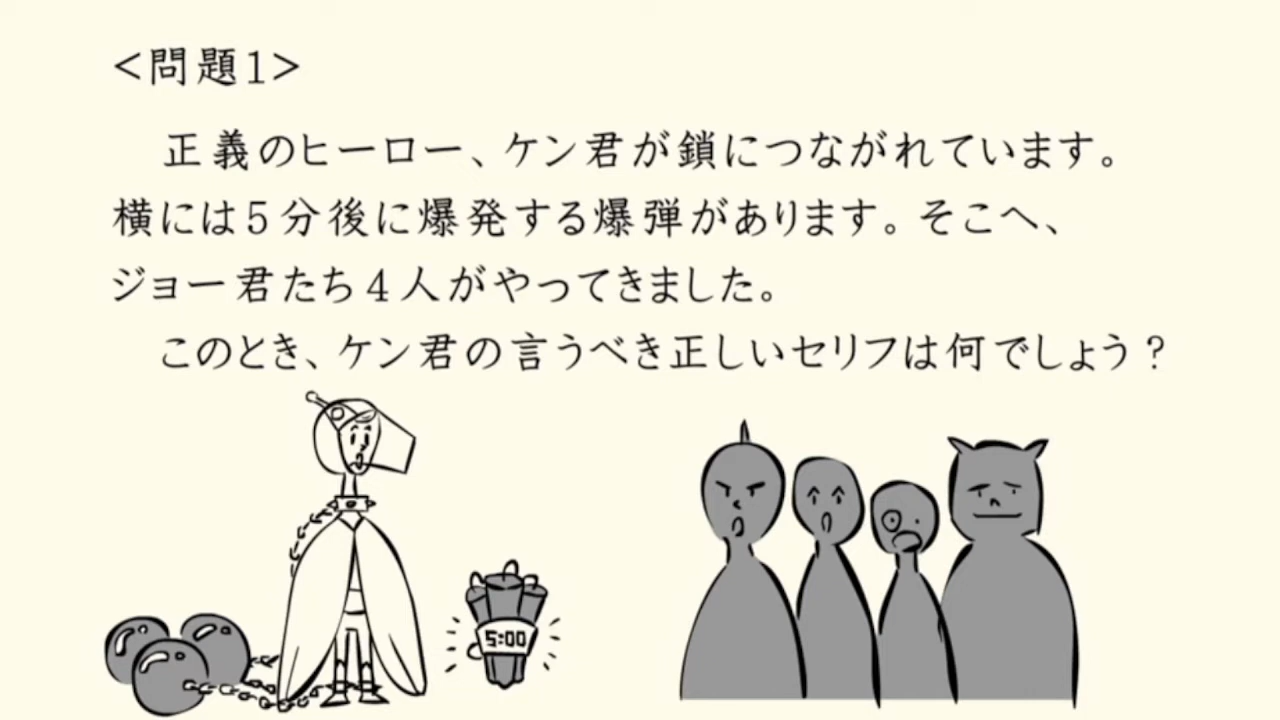 <問題1>
正義のヒーロー、ケン君が鎖につながれています。
横には5分後に爆発する爆弾があります。そこへ、
ジョー君たち4人がやってきました。
このとき、ケン君の言うべき正しいセリフは何でしょう?
5:00